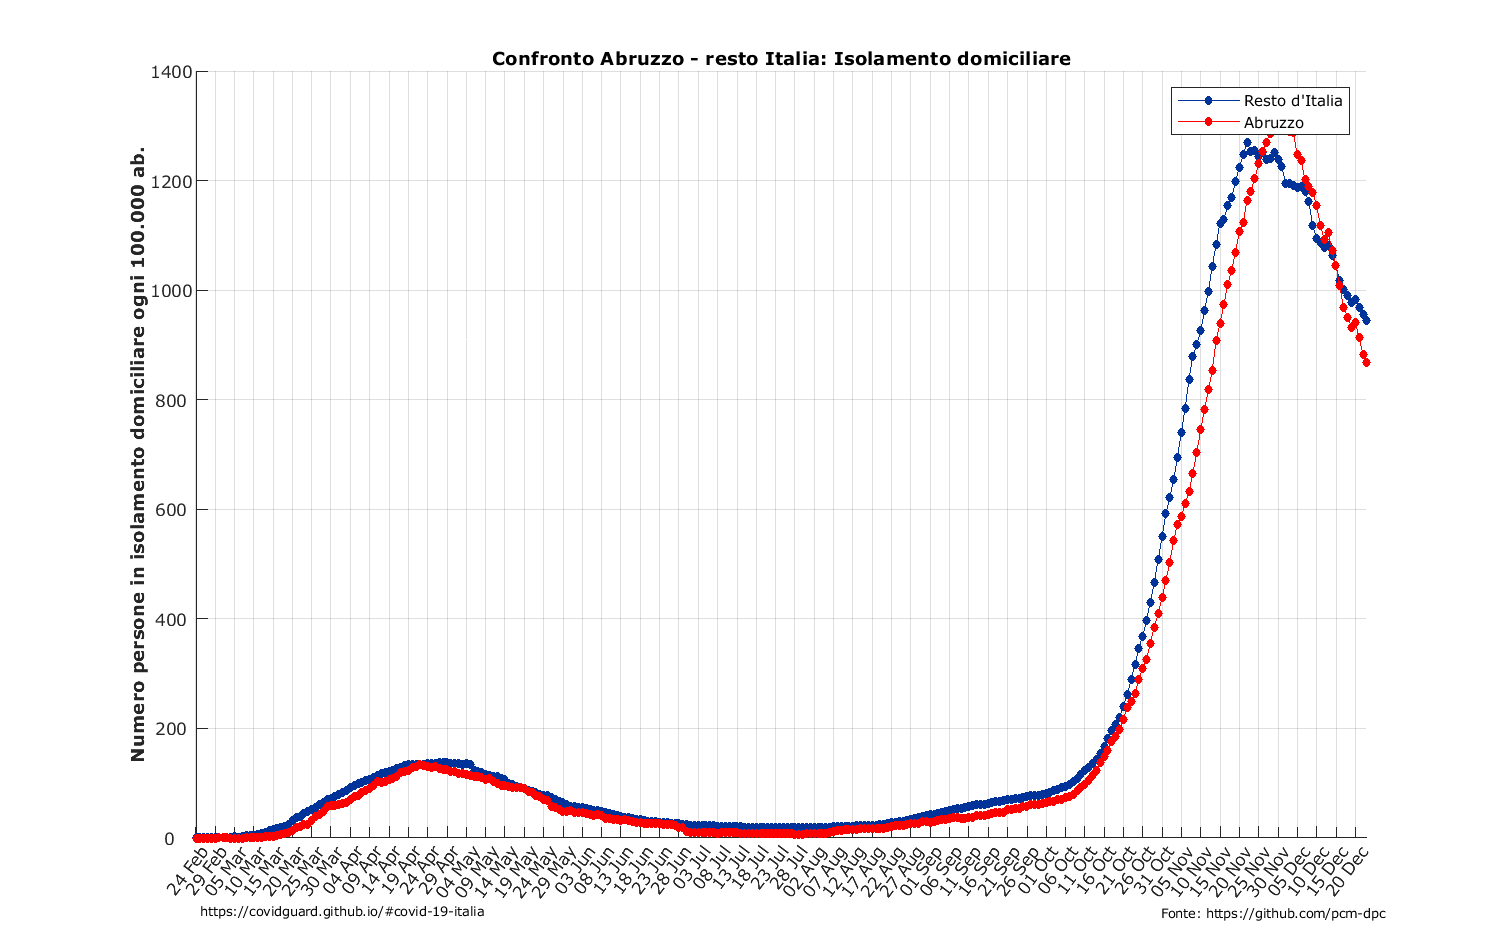 Confronto Abruzzo - resto Italia: Isolamento domiciliare
Numero persone in isolamento domiciliare ogni 100.000 ab.
1400
1200
1000
800
600
400
200
0
Resto d'Italia
Abruzzo
24 Feb
29 Feb
05 Mar
10 Mar
15 Mar
20 Mar
25 Mar
30 Mar
04 Apr
09 Apr
14 Apr
19 Apr
24 Apr
29 Apr
04 May
09 May
14 May
19 May
24 May
29 May
03 Jun
08 Jun
13 Jun
18 Jun
23 Jun
28 Jun
03 Jul
08 Jul
13 Jul
18 Jul
23 Jul
28 Jul
02 Aug
07 Aug
12 Aug
17 Aug
22 Aug
27 Aug
01 Sep
06 Sep
11 Sep
16 Sep
21 Sep
26 Sep
01 Oct
06 Oct
11 Oct
16 Oct
21 Oct
26 Oct
31 Oct
05 Nov
10 Nov
15 Nov
20 Nov
25 Nov
30 Nov
05 Dec
10 Dec
15 Dec
20 Dec
https://covidguard.github.io/#covid-19-italia
Fonte: https://github.com/pcm-dpc